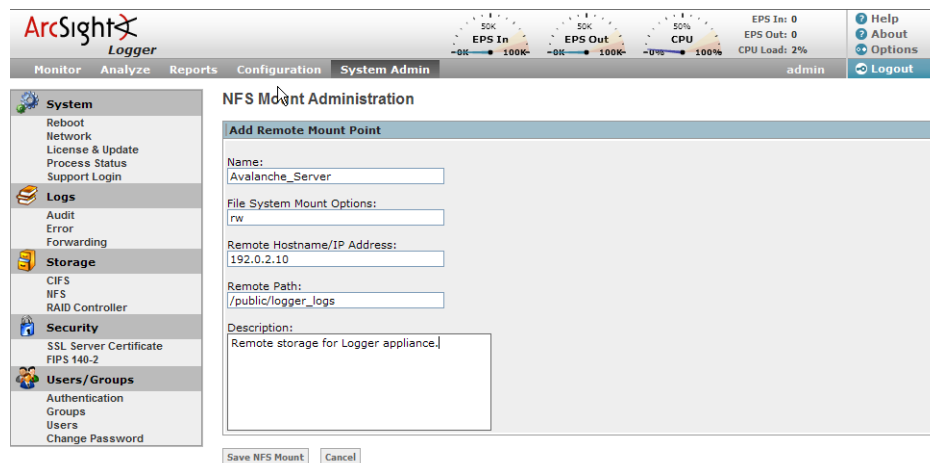 ArcSight
Logger
50K
EPS In
0K 100K
50K
EPS Out
0K 100K
50%
CPU
0% 100%
EPS In: 0
EPS Out: 0
CPU Load: 2%
Help
About
Options
Monitor Analyze Reports Configuration System Admin admin Logout
System
Reboot
Network
License & Update
Process Status
Support Login
Logs
Audit
Error
Forwarding
Storage
CIFS
NFS
RAID Controller
Security
SSL Server Certificate
FIPS 140-2
Users/Groups
Authentication
Groups
Users
Change Password
NFS Mount Administration
Add Remote Mount Point
Name:
Avalanche_Server
File System Mount Options:
rw
Remote Hostname/IP Address:
192.0.2.10
Remote Path:
/public/logger_logs
Description:
Remote storage for Logger appliance.
Save NFS Mount Cancel